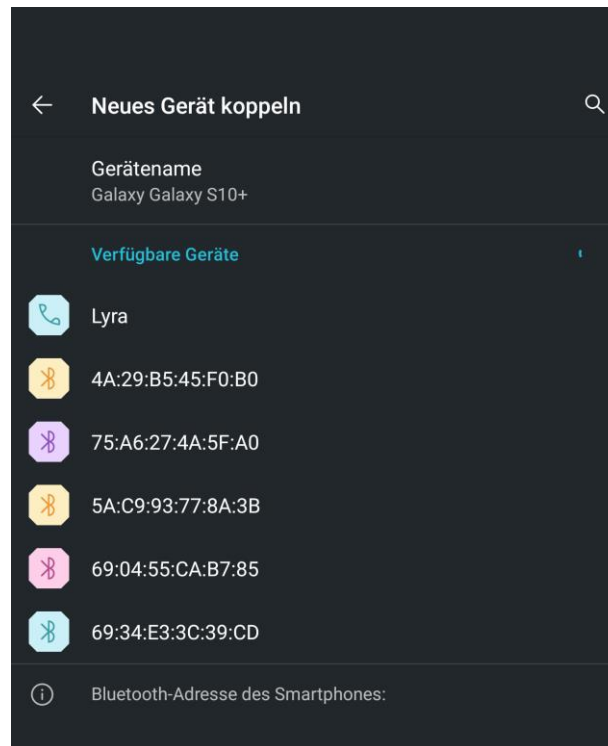 Neues Gerät koppeln
Gerätename
Galaxy Galaxy S10+
Verfügbare Geräte
Lyra
4A:29:B5:45:F0:B0
75:A6:27:4A:5F:A0
5A:C9:93:77:8A:3B
69:04:55:CA:B7:85
69:34:E3:3C:39:CD
Bluetooth-Adresse des Smartphones: